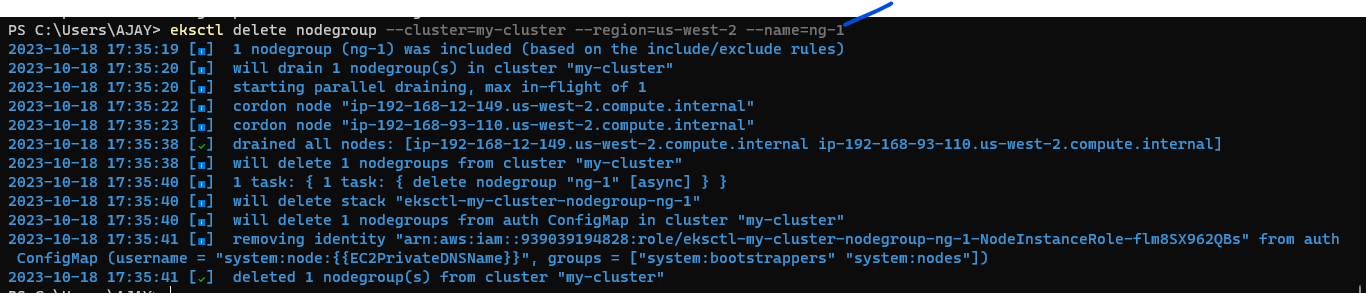 PS C:\Users\AJAY> eksctl delete nodegroup --cluster=my-cluster --region=us-west-2 --name=ng-1
2023-10-18 17:35:19 [ℹ]  1 nodegroup (ng-1) was included (based on the include/exclude rules)
2023-10-18 17:35:20 [ℹ]  will drain 1 nodegroup(s) in cluster "my-cluster"
2023-10-18 17:35:20 [ℹ]  starting parallel draining, max in-flight of 1
2023-10-18 17:35:22 [ℹ]  cordon node "ip-192-168-12-149.us-west-2.compute.internal"
2023-10-18 17:35:23 [ℹ]  cordon node "ip-192-168-93-110.us-west-2.compute.internal"
2023-10-18 17:35:38 [✓]  drained all nodes: [ip-192-168-12-149.us-west-2.compute.internal ip-192-168-93-110.us-west-2.compute.internal]
2023-10-18 17:35:38 [ℹ]  will delete 1 nodegroups from cluster "my-cluster"
2023-10-18 17:35:40 [ℹ]  1 task: { 1 task: { delete nodegroup "ng-1" [async] } }
2023-10-18 17:35:40 [ℹ]  will delete stack "eksctl-my-cluster-nodegroup-ng-1"
2023-10-18 17:35:40 [ℹ]  will delete 1 nodegroups from auth ConfigMap in cluster "my-cluster"
2023-10-18 17:35:41 [ℹ]  removing identity "arn:aws:iam::939039194828:role/eksctl-my-cluster-nodegroup-ng-1-NodeInstanceRole-flm8SX962QBs" from auth
ConfigMap (username = "system:node:{{EC2PrivateDNSName}}", groups = ["system:bootstrappers" "system:nodes"])
2023-10-18 17:35:41 [✓]  deleted 1 nodegroup(s) from cluster "my-cluster"
PS C:\Users\AJAY>